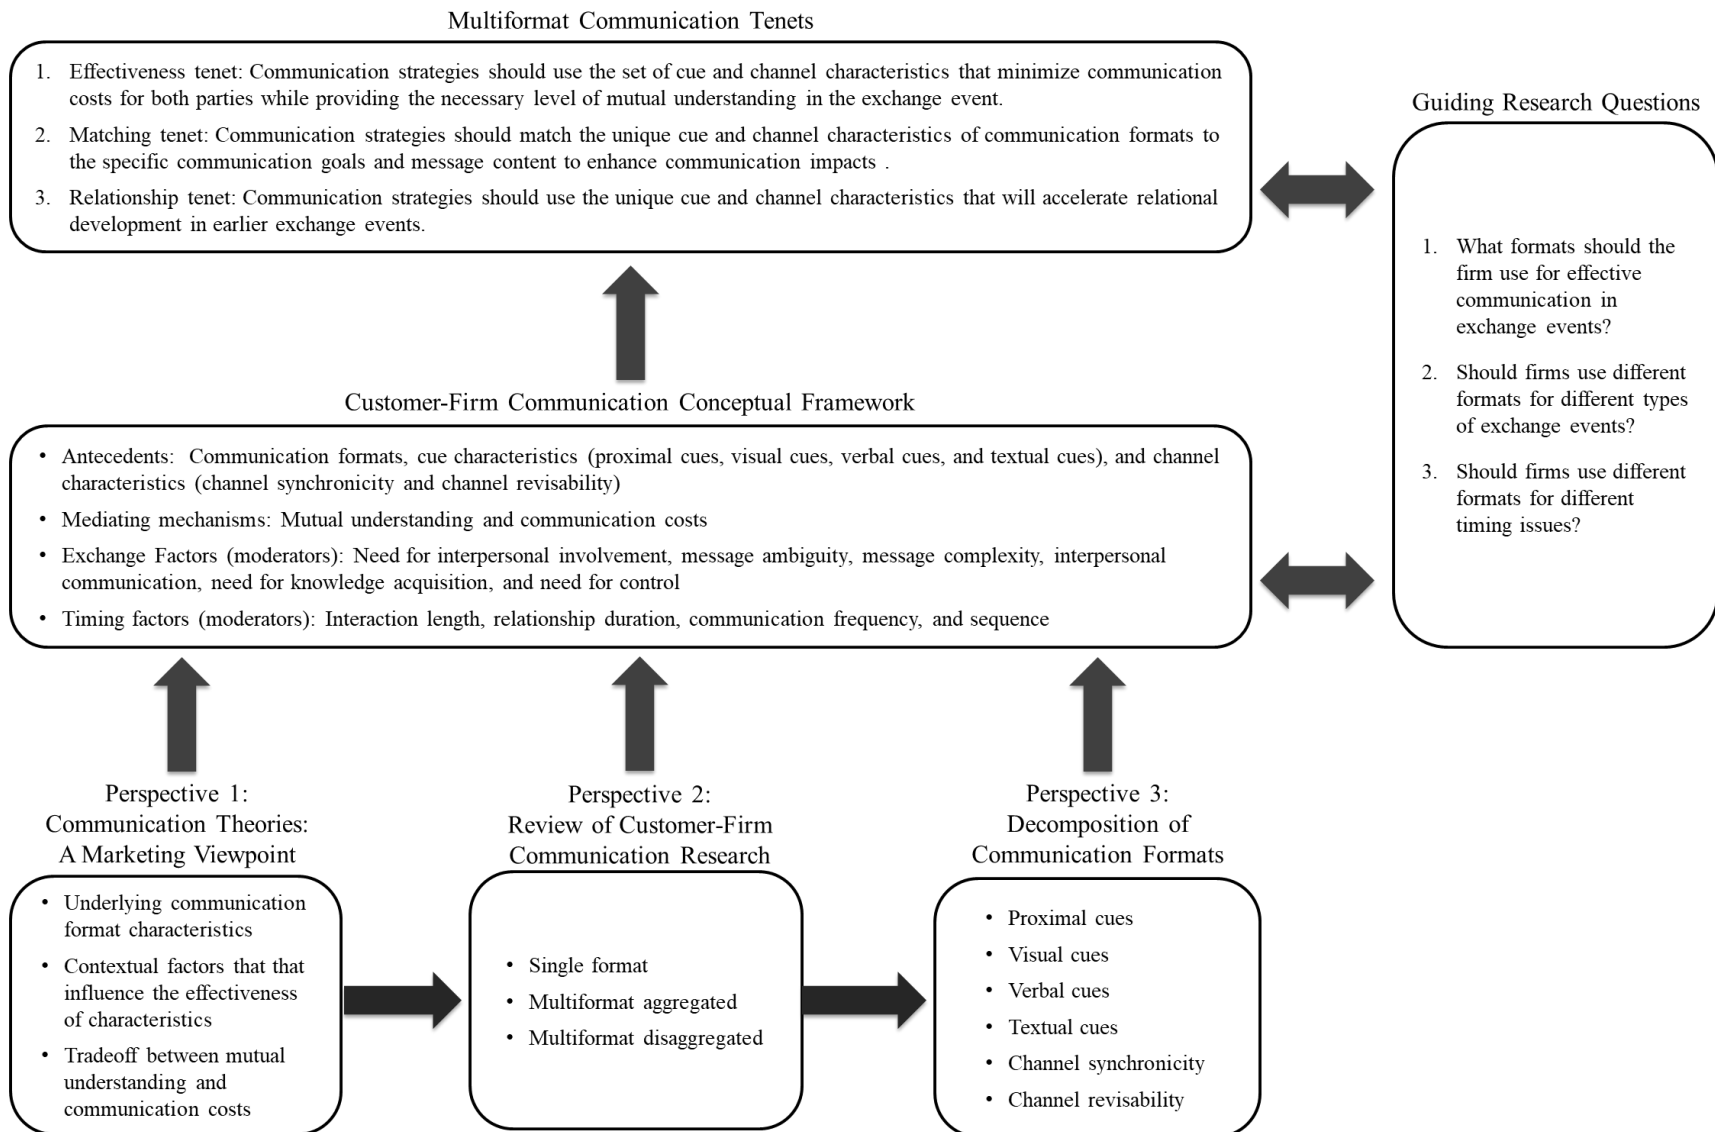 Multiformat Communication Tenets
1. Effectiveness tenet: Communication strategies should use the set of cue and channel characteristics that minimize communication
costs for both parties while providing the necessary level of mutual understanding in the exchange event.
2. Matching tenet: Communication strategies should match the unique cue and channel characteristics of communication formats to
the specific communication goals and message content to enhance communication impacts .
3. Relationship tenet: Communication strategies should use the unique cue and channel characteristics that will accelerate relational
development in earlier exchange events.
Guiding Research Questions
1. What formats should the
firm use for effective
communication in
exchange events?
2. Should firms use different
formats for different types
of exchange events?
3. Should firms use different
formats for different
timing issues?
Customer-Firm Communication Conceptual Framework
• Antecedents: Communication formats, cue characteristics (proximal cues, visual cues, verbal cues, and textual cues), and channel
characteristics (channel synchronicity and channel revisability)
• Mediating mechanisms: Mutual understanding and communication costs
• Exchange Factors (moderators): Need for interpersonal involvement, message ambiguity, message complexity, interpersonal
communication, need for knowledge acquisition, and need for control
• Timing factors (moderators): Interaction length, relationship duration, communication frequency, and sequence
Perspective 1:
Communication Theories:
A Marketing Viewpoint
• Underlying communication
format characteristics
• Contextual factors that that
influence the effectiveness
of characteristics
• Tradeoff between mutual
understanding and
communication costs
Perspective 2:
Review of Customer-Firm
Communication Research
• Single format
• Multiformat aggregated
• Multiformat disaggregated
Perspective 3:
Decomposition of
Communication Formats
• Proximal cues
• Visual cues
• Verbal cues
• Textual cues
• Channel synchronicity
• Channel revisability